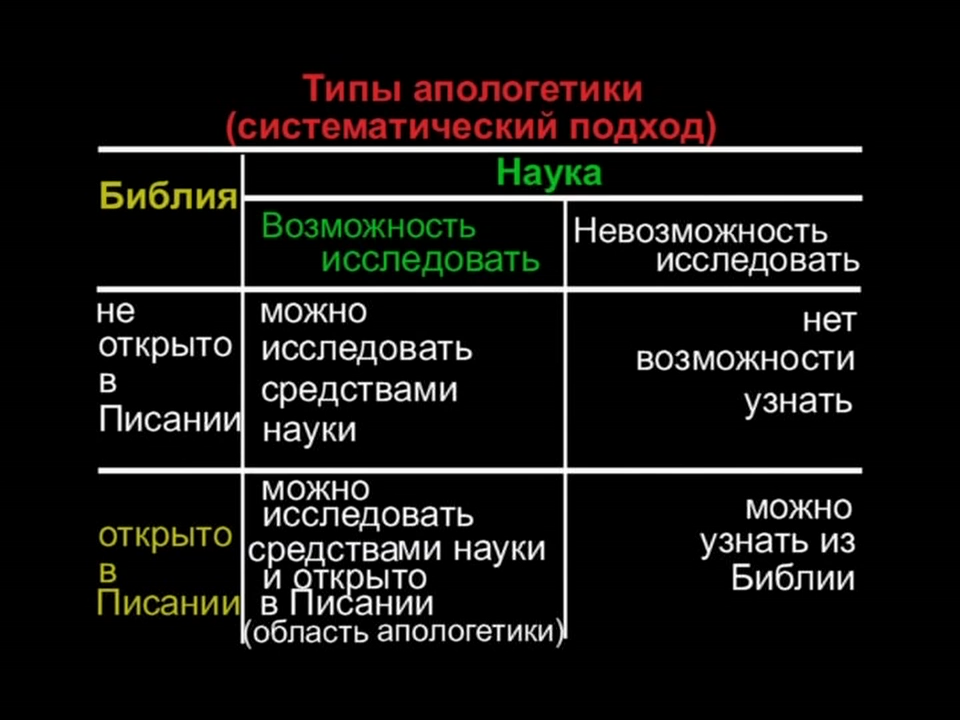 Типы апологетики
(систематический подход)
Наука
Библия
Возможность
исследовать
Невозможность
исследовать
не
открыто
в
Писании
можно
исследовать
средствами
науки
нет
возможности
узнать
открыто
в
Писании
можно
исследовать
средствами науки
и открыто
в Писании
(область апологетики)
можно
узнать из
Библии